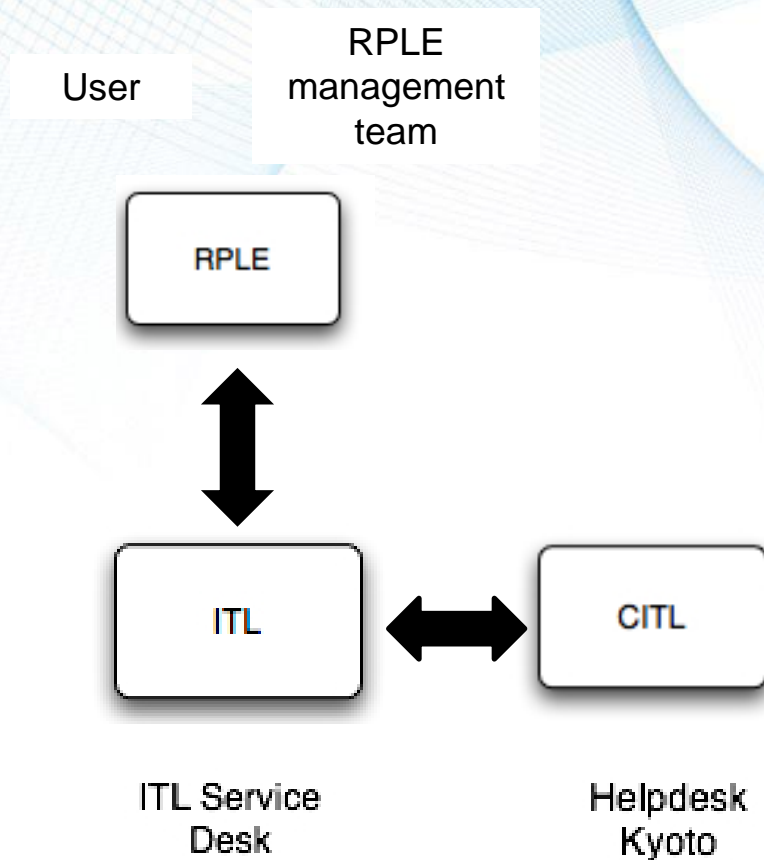 User
RPLE
management
team
RPLE
ITL
CITL
ITL Service
Desk
Helpdesk
Kyoto